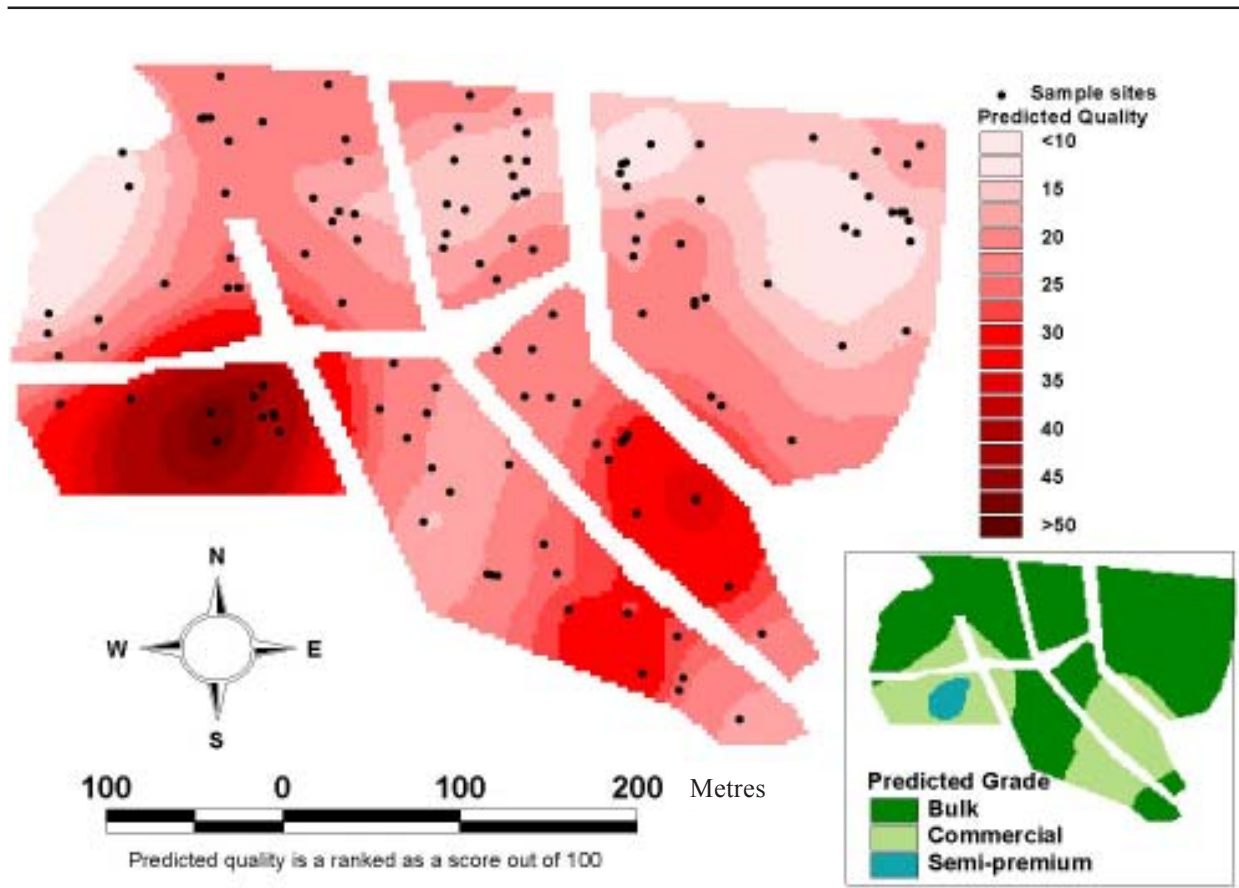 Sample sites
Predicted Quality
<10
15
20
25
30
35
40
45
>50
N
W E
S
100 0 100 200 Metres
Predicted quality is a ranked as a score out of 100
Predicted Grade
Bulk
Commercial
Semi-premium